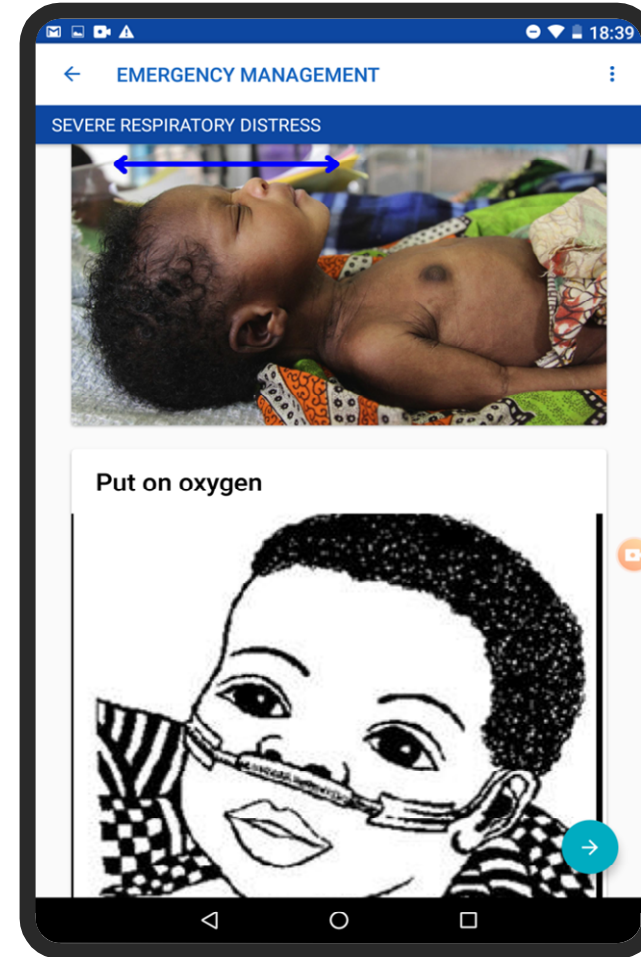 18:39
EMERGENCY MANAGEMENT
SEVERE RESPIRATORY DISTRESS
Put on oxygen